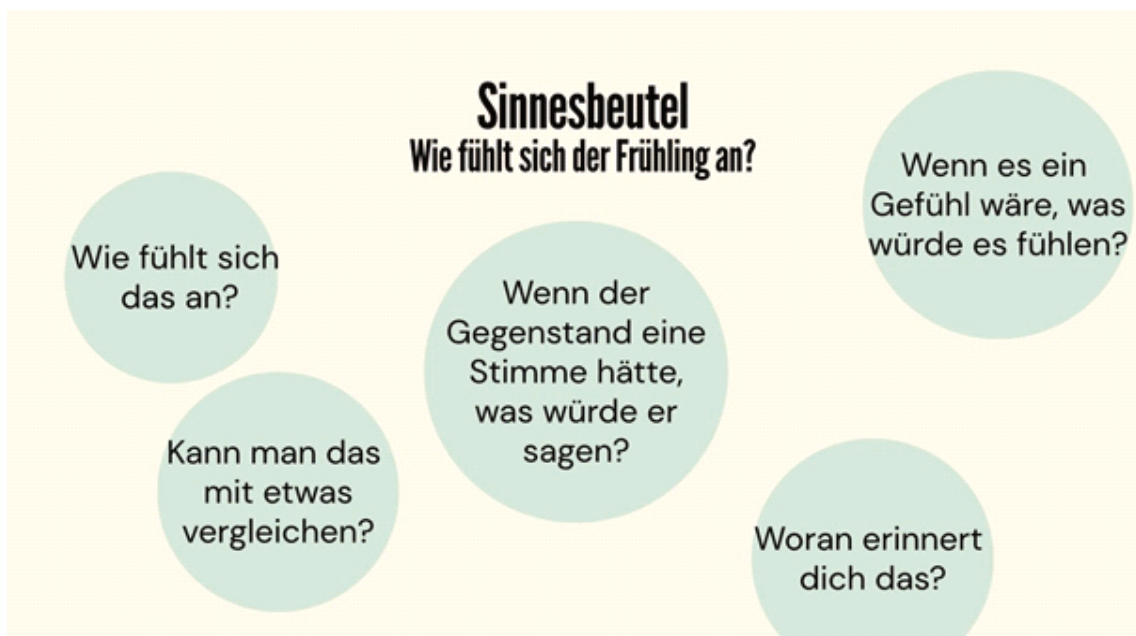 Sinnesbeutel
Wie fühlt sich der Frühling an?
Wie fühlt sich
das an?
Kann man das
mit etwas
vergleichen?
Wenn der
Gegenstand eine
Stimme hätte,
was würde er
sagen?
Wenn es ein
Gefühl wäre, was
würde es fühlen?
Woran erinnert
dich das?